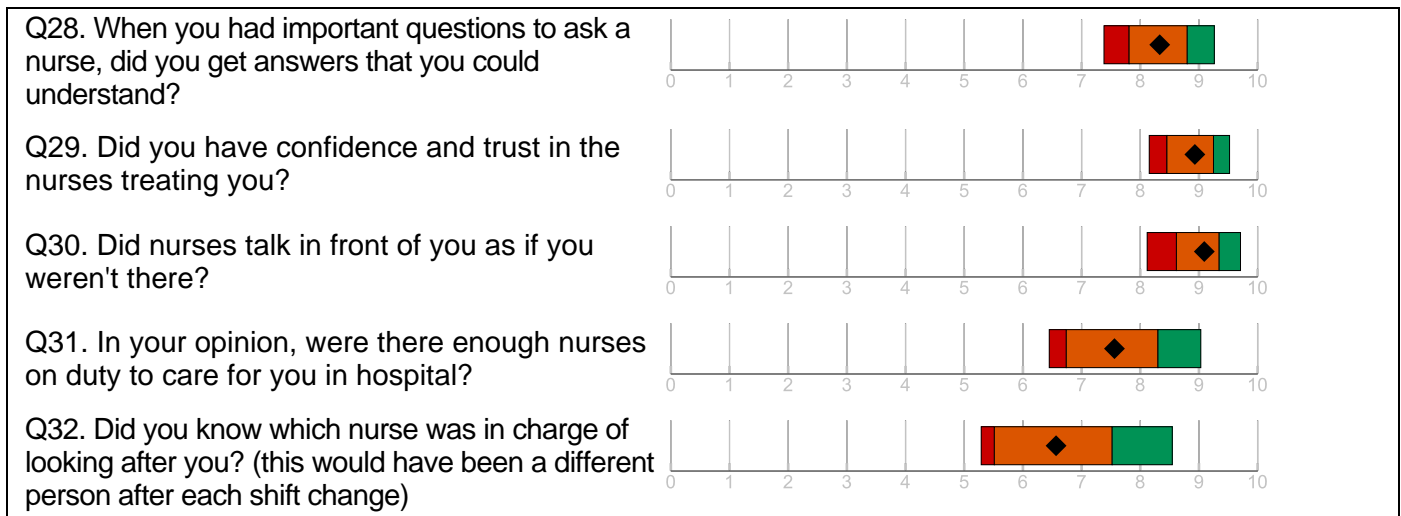 Q28. When you had important questions to ask a
nurse, did you get answers that you could
understand?
0 1 2 3 4 5 6 7 8 9 10
Q29. Did you have confidence and trust in the
nurses treating you?
0 1 2 3 4 5 6 7 8 9 10
Q30. Did nurses talk in front of you as if you
weren't there?
0 1 2 3 4 5 6 7 8 9 10
Q31. In your opinion, were there enough nurses
on duty to care for you in hospital?
0 1 2 3 4 5 6 7 8 9 10
Q32. Did you know which nurse was in charge of
looking after you? (this would have been a different
person after each shift change)
0 1 2 3 4 5 6 7 8 9 10